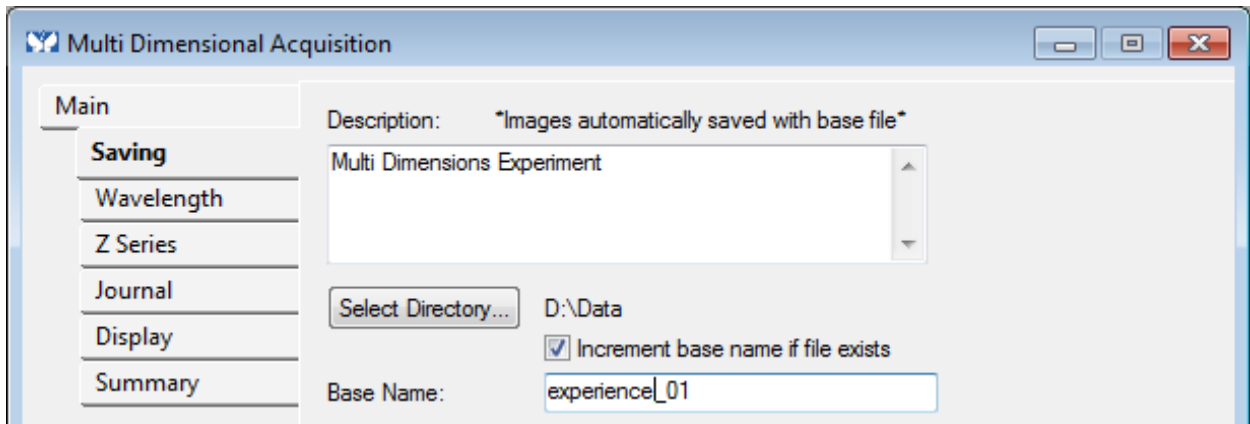 Multi Dimensional Acquisition
Main
Saving
Wavelength
Z Series
Journal
Display
Summary
Description: *Images automatically saved with base file*
Multi Dimensions Experiment
Select Directory... D:\Data
Increment base name if file exists
Base Name: experience_01